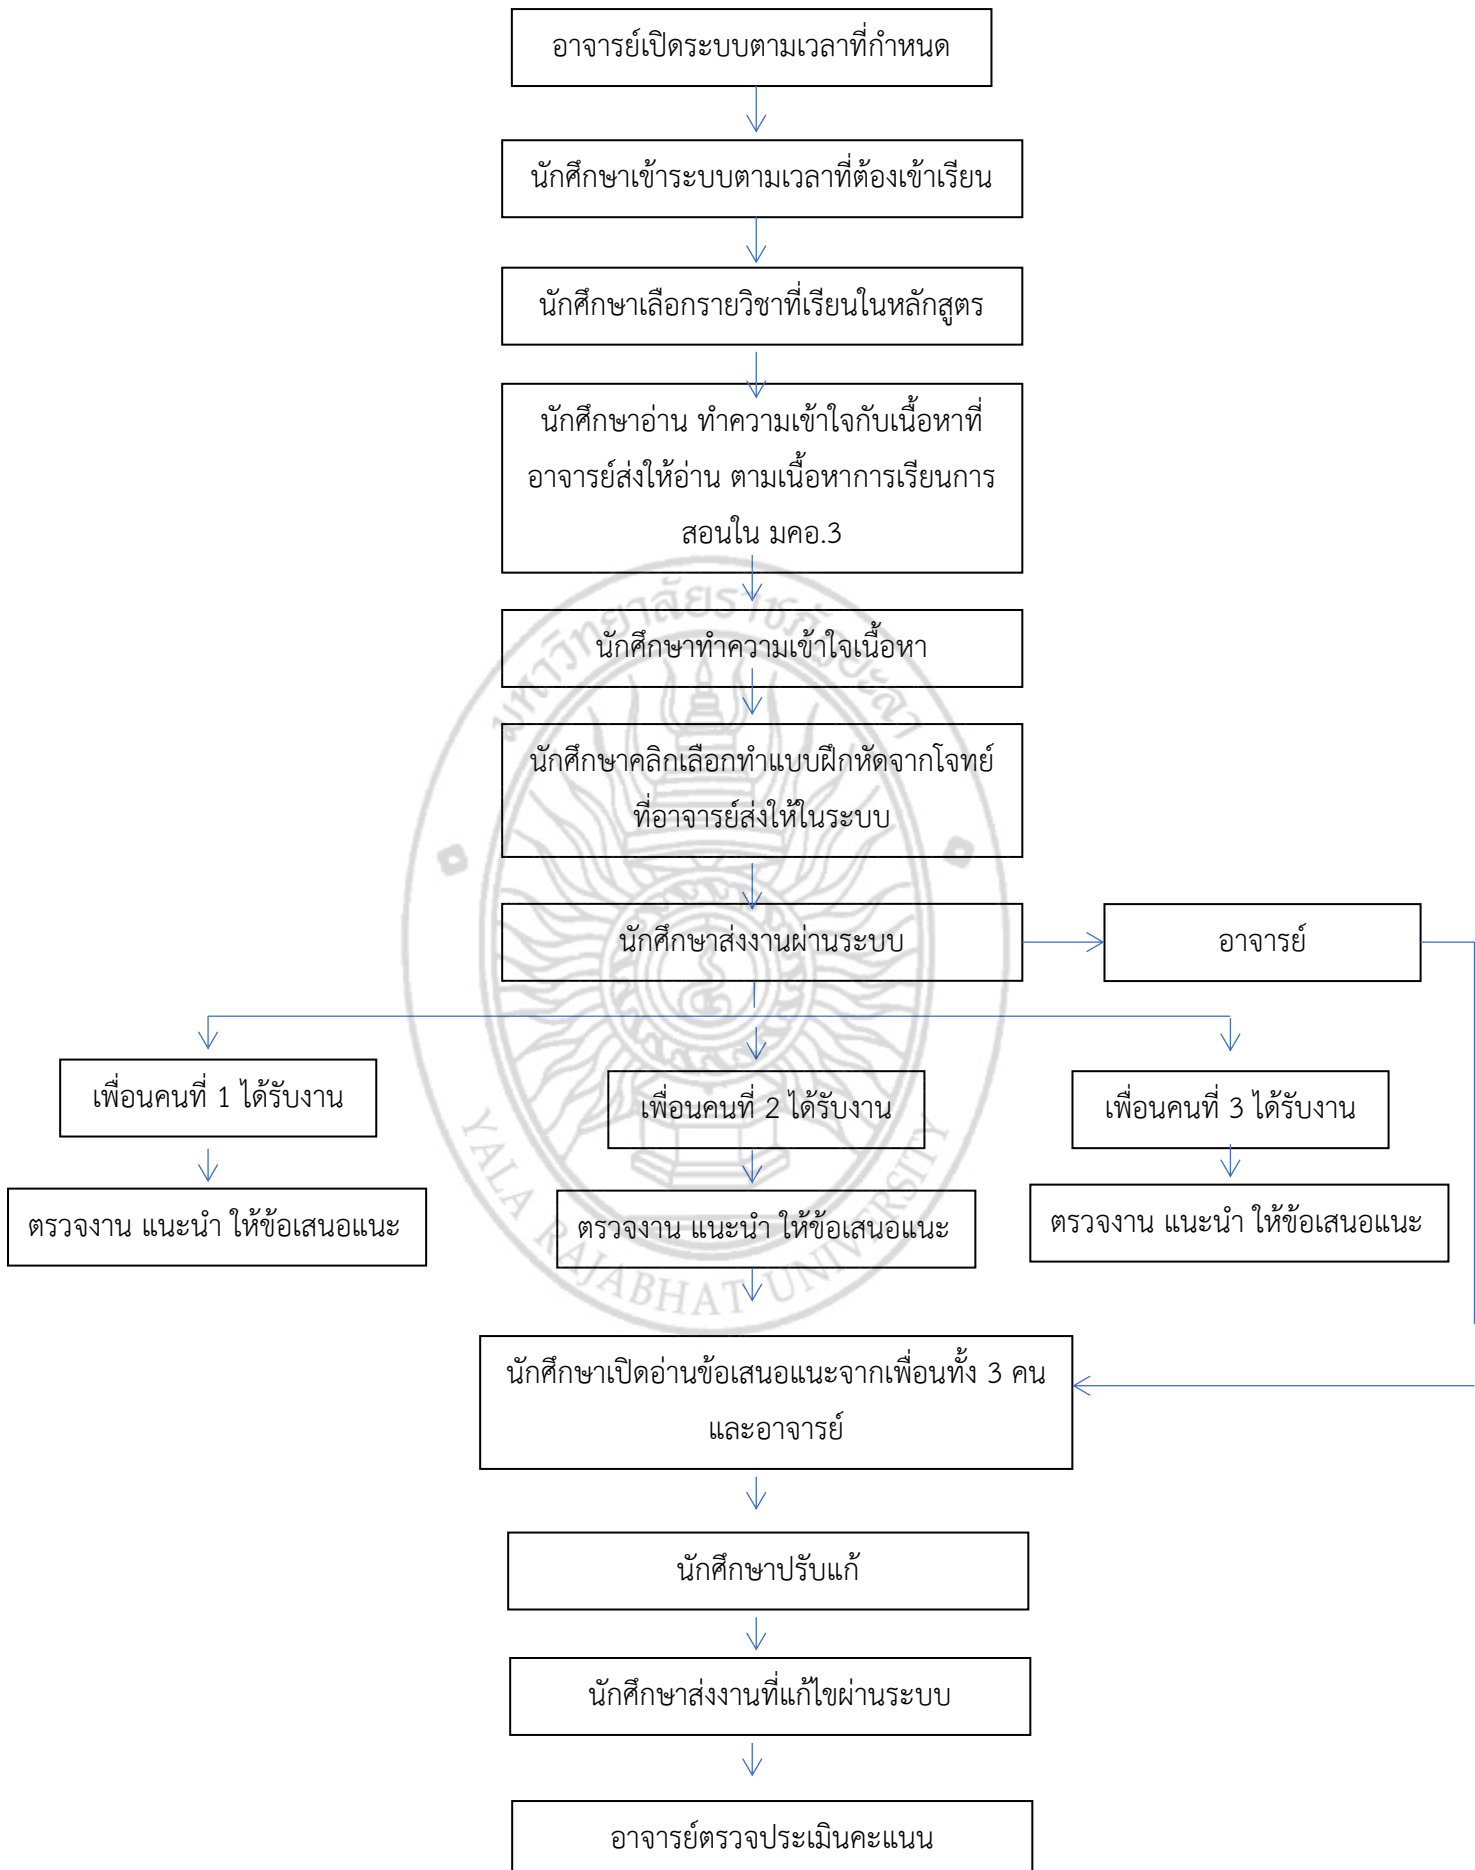 อาจารย์เปิดระบบตามเวลาที่กำหนด
นักศึกษาเข้าระบบตามเวลาที่ต้องเข้าเรียน
นักศึกษาเลือกรายวิชาที่เรียนในหลักสูตร
นักศึกษาอ่าน ทำความเข้าใจกับเนื้อหาที่
อาจารย์ส่งให้อ่าน ตามเนื้อหาการเรียนการ
สอนใน มคอ.3
มหาวิทยาลัยราชภัฏยะลา
นักศึกษาทำความเข้าใจเนื้อหา
นักศึกษาคลิกเลือกทำแบบฝึกหัดจากโจทย์
ที่อาจารย์ส่งให้ในระบบ
นักศึกษาส่งงานผ่านระบบ
อาจารย์
เพื่อนคนที่ 1 ได้รับงาน
เพื่อนคนที่ 2 ได้รับงาน
เพื่อนคนที่ 3 ได้รับงาน
ตรวจงาน แนะนำ ให้ข้อเสนอแนะ
ตรวจงาน แนะนำ ให้ข้อเสนอแนะ
ตรวจงาน แนะนำ ให้ข้อเสนอแนะ
YALA RAJABHAT UNIVERSITY
นักศึกษาเปิดอ่านข้อเสนอแนะจากเพื่อนทั้ง 3 คน
และอาจารย์
นักศึกษาปรับแก้
นักศึกษาส่งงานที่แก้ไขผ่านระบบ
อาจารย์ตรวจประเมินคะแนน